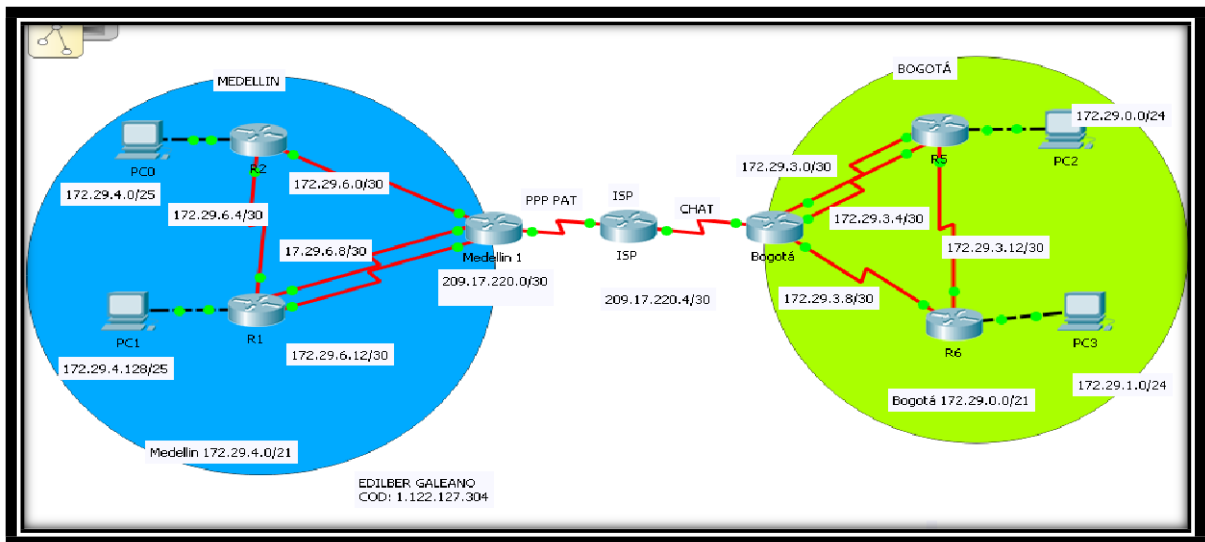 MEDELLIN
PC0
172.29.4.0/25
R2
172.29.6.0/30
172.29.6.4/30
17.29.6.8/30
PC1
172.29.4.128/25
R1
172.29.6.12/30
Medellin 172.29.4.0/21
Medellin 1
209.17.220.0/30
PPP PAT
ISP
ISP
CHAT
209.17.220.4/30
BOGOTÁ
172.29.0.0/24
R5
PC2
172.29.3.0/30
172.29.3.4/30
Bogotá
172.29.3.12/30
172.29.3.8/30
R6
PC3
172.29.1.0/24
Bogotá 172.29.0.0/21
EDILBER GALEANO
COD: 1.122.127.304